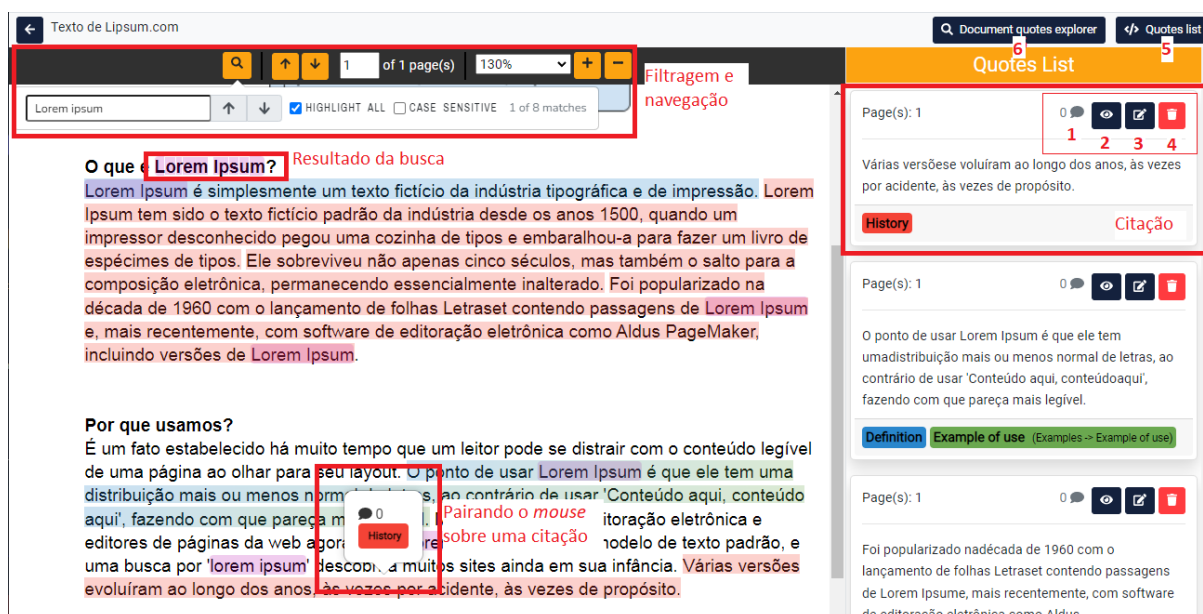 Texto de Lipsum.com
Document quotes explorer
Quotes list
6
5
of 1 page(s)
1
130%
Filtragem e
navegação
Lorem ipsum
HIGHLIGHT ALL
CASE SENSITIVE
1 of 8 matches
O que é Lorem Ipsum?
Resultado da busca
Lorem Ipsum é simplesmente um texto fictício da indústria tipográfica e de impressão. Lorem
Ipsum tem sido o texto fictício padrão da indústria desde os anos 1500, quando um
impressor desconhecido pegou uma cozinha de tipos e embaralhou-a para fazer um livro de
espécimes de tipos. Ele sobreviveu não apenas cinco séculos, mas também o salto para a
composição eletrônica, permanecendo essencialmente inalterado. Foi popularizado na
década de 1960 com o lançamento de folhas Letraset contendo passagens de Lorem Ipsum
e, mais recentemente, com software de editoração eletrônica como Aldus PageMaker,
incluindo versões de Lorem Ipsum.
Por que usamos?
É um fato estabelecido há muito tempo que um leitor pode se distrair com o conteúdo legível
de uma página ao olhar para seu layout. O ponto de usar Lorem Ipsum é que ele tem uma
distribuição mais ou menos ao contrário de usar 'Conteúdo aqui, conteúdo
aqui', fazendo com que pareça itoração eletrônica e
editores de páginas da web agora modelo de texto padrão, e
uma busca por 'lorem ipsum' a muitos sites ainda em sua infância. Várias versões
evoluíram ao longo dos anos, às vezes por acidente, às vezes de propósito.
0
History
Pairando o mouse
sobre uma citação
Quotes List
Page(s): 1
0
1
2
3
4
Várias versõese voluíram ao longo dos anos, às vezes
por acidente, às vezes de propósito.
History
Citação
Page(s): 1
0
O ponto de usar Lorem Ipsum é que ele tem
umadistribuição mais ou menos normal de letras, ao
contrário de usar 'Conteúdo aqui, conteúdoaqui',
fazendo com que pareça mais legível.
Definition
Example of use (Examples -> Example of use)
Page(s): 1
0
Foi popularizado nadécada de 1960 com o
lançamento de folhas Letraset contendo passagens
de Lorem Ipsume, mais recentemente, com software
de editoração eletrônica como Aldus